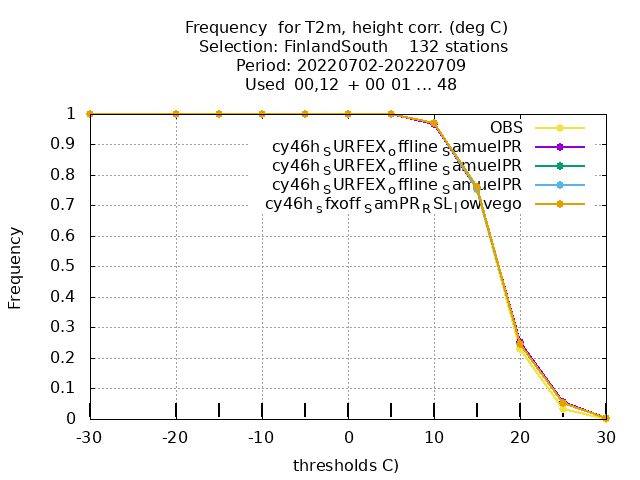 Frequency for T2m, height corr. (deg C)
Selection: FinlandSouth 132 stations
Period: 20220702-20220709
Used 00,12 + 00 01 ... 48
OBS
cy46h_SURFEX_offline_SamuelPR
cy46h_SURFEX_offline_SamuelPR
cy46h_SURFEX_offline_SamuelPR
cy46h_sfxoff_SamPR_RSL_lowvego
Frequency
1
0.9
0.8
0.7
0.6
0.5
0.4
0.3
0.2
0.1
0
-30 -20 -10 0 10 20 30
thresholds C)